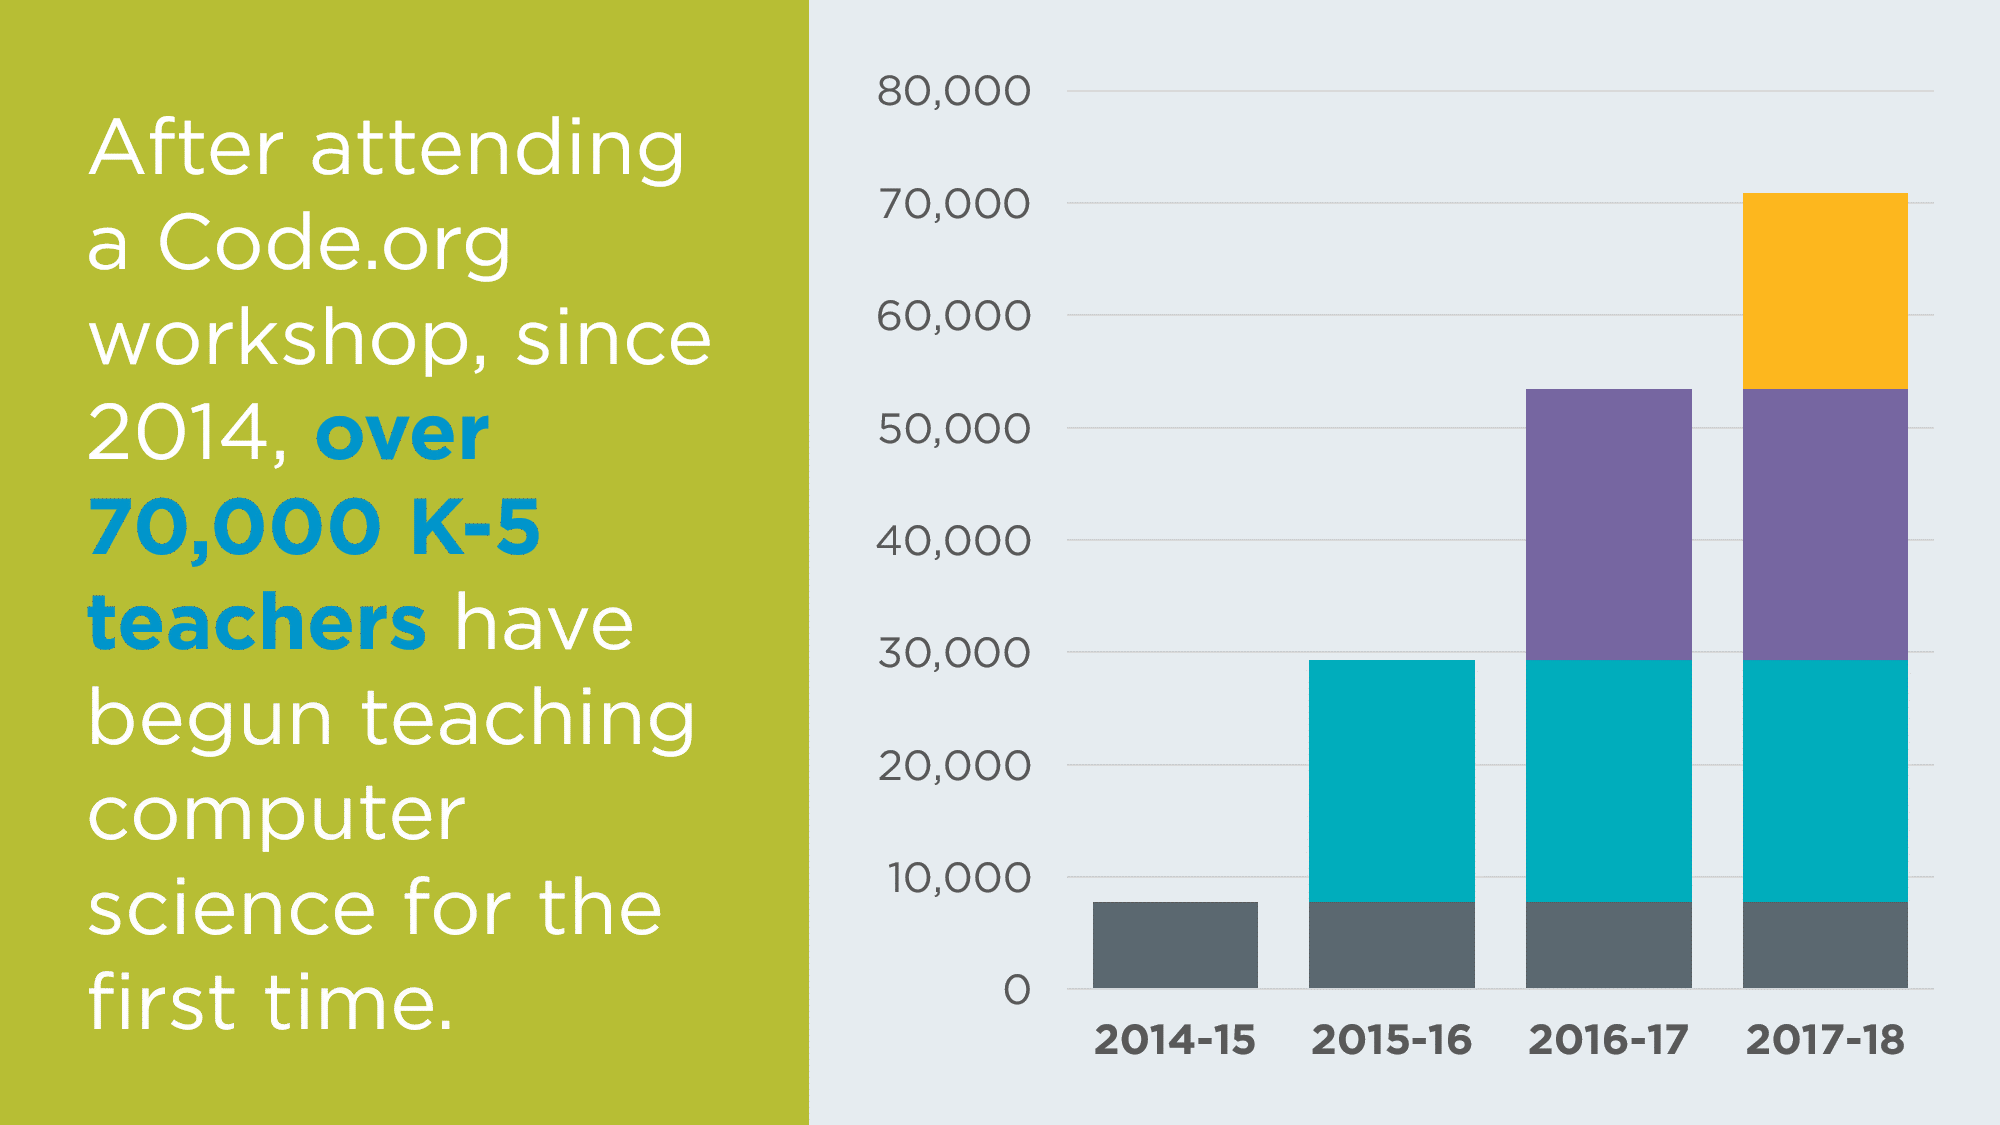 After attending
a Code.org
workshop, since
2014, over
70,000 K-5
teachers have
begun teaching
computer
science for the
first time.
80,000
70,000
60,000
50,000
40,000
30,000
20,000
10,000
0
2014-15 2015-16 2016-17 2017-18